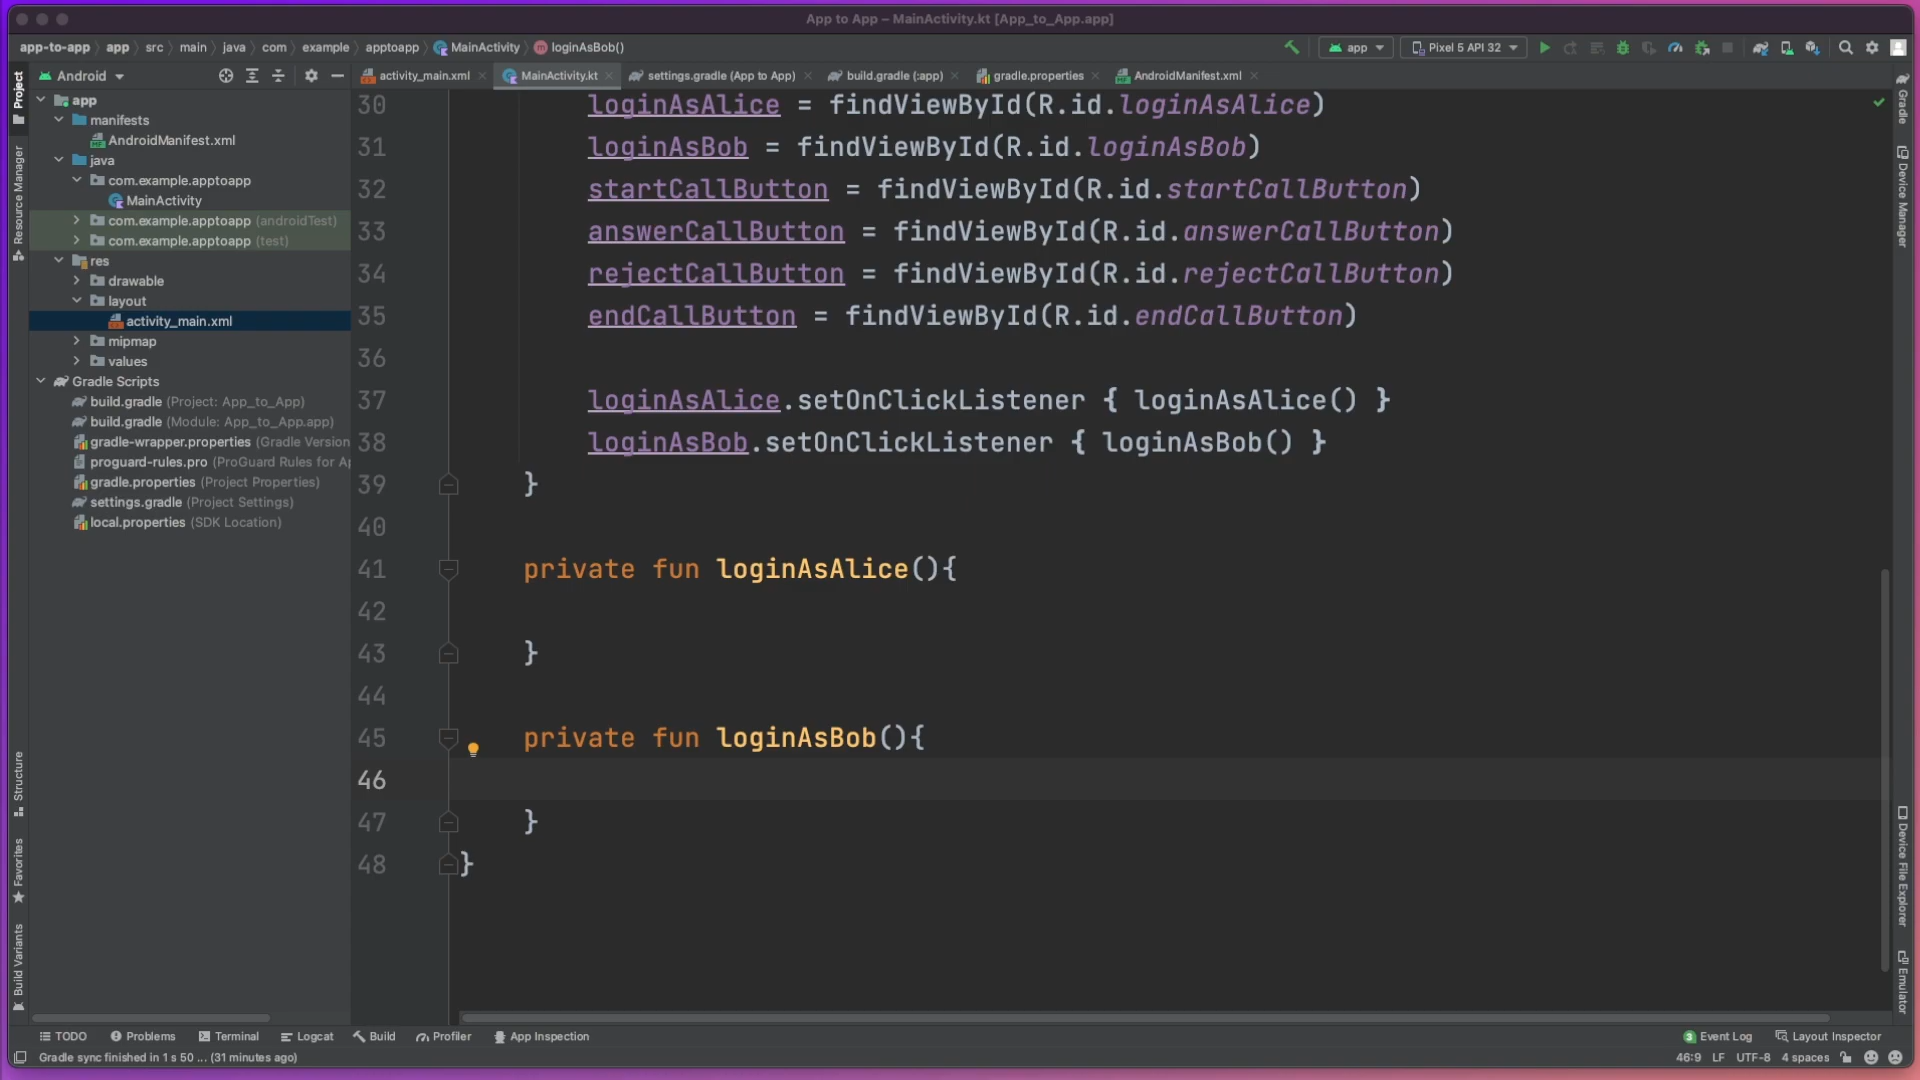 App to App – MainActivity.kt [App_to_App.app]
app-to-app app src main java com example apptoapp MainActivity loginAsBob()
app Pixel 5 API 32
Project
Resource Manager
Structure
Favorites
Build Variants
Android
app
manifests
AndroidManifest.xml
java
com.example.apptoapp
MainActivity
com.example.apptoapp (androidTest)
com.example.apptoapp (test)
res
drawable
layout
activity_main.xml
mipmap
values
Gradle Scripts
build.gradle (Project: App_to_App)
build.gradle (Module: App_to_App.app)
gradle-wrapper.properties (Gradle Version
proguard-rules.pro (ProGuard Rules for Ap
gradle.properties (Project Properties)
settings.gradle (Project Settings)
local.properties (SDK Location)
activity_main.xml MainActivity.kt settings.gradle (App to App) build.gradle (:app) gradle.properties AndroidManifest.xml
30 loginAsAlice = findViewById(R.id.loginAsAlice)
31 loginAsBob = findViewById(R.id.loginAsBob)
32 startCallButton = findViewById(R.id.startCallButton)
33 answerCallButton = findViewById(R.id.answerCallButton)
34 rejectCallButton = findViewById(R.id.rejectCallButton)
35 endCallButton = findViewById(R.id.endCallButton)
36
37 loginAsAlice.setOnClickListener { loginAsAlice() }
38 loginAsBob.setOnClickListener { loginAsBob() }
39 }
40
41 private fun loginAsAlice(){
42
43 }
44
45 private fun loginAsBob(){
46
47 }
48 }
Gradle
Device Manager
Device File Explorer
Emulator
TODO Problems Terminal Logcat Build Profiler App Inspection 3 Event Log Layout Inspector
Gradle sync finished in 1 s 50 ... (31 minutes ago) 46:9 LF UTF-8 4 spaces